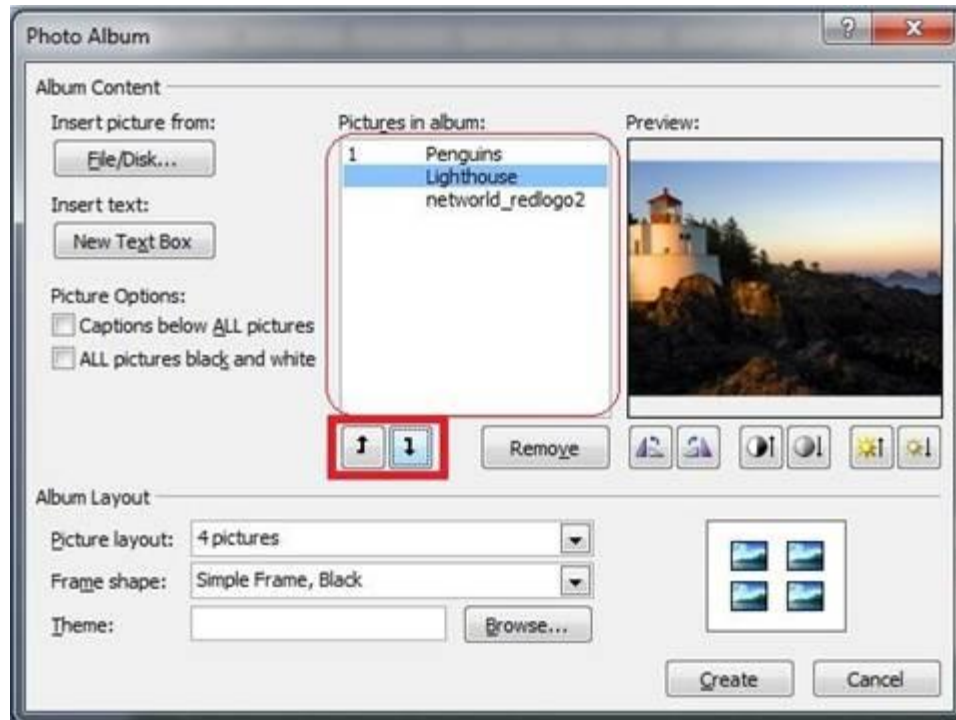 Photo Album
Album Content
Insert picture from:
File/Disk...
Insert text:
New Text Box
Picture Options:
Captions below ALL pictures
ALL pictures black and white
Pictures in album:
1 Penguins
Lighthouse
networld_redlogo2
Remove
Preview:
Album Layout
Picture layout: 4 pictures
Frame shape: Simple Frame, Black
Theme:
Browse...
Create
Cancel